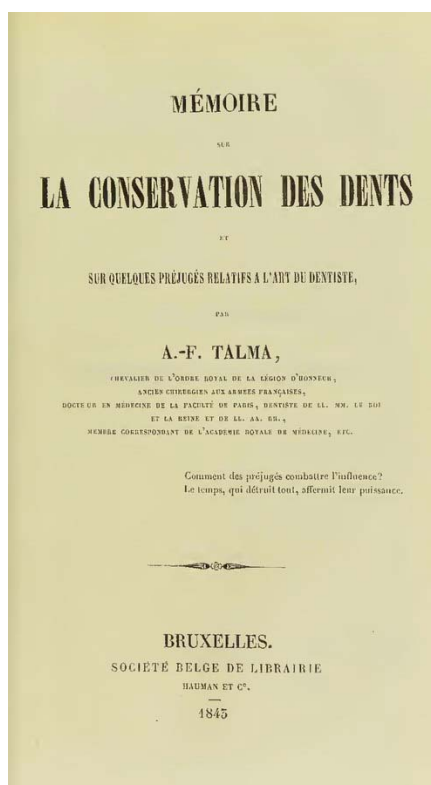 MÉMOIRE
SUR
LA CONSERVATION DES DENTS
ET
SUR QUELQUES PRÉJUGÉS RELATIFS A L'ART DU DENTISTE,
PAR
A.-F. TALMA,
CHEVALIER DE L'ORDRE ROYAL DE LA LÉGION D'HONNEUR,
ANCIEN CHIRURGIEN AUX ARMÉES FRANÇAISES,
DOCTEUR EN MÉDECINE DE LA FACULTÉ DE PARIS, DENTISTE DE LL. MM. LE ROI
ET LA REINE ET DE LL. AA. RR.,
MEMBRE CORRESPONDANT DE L'ACADÉMIE ROYALE DE MÉDECINE, ETC.
Comment des préjugés combattre l'influence?
Le temps, qui détruit tout, affermit leur puissance.
BRUXELLES.
SOCIÉTÉ BELGE DE LIBRAIRIE
HAUMAN ET Cº.
1843